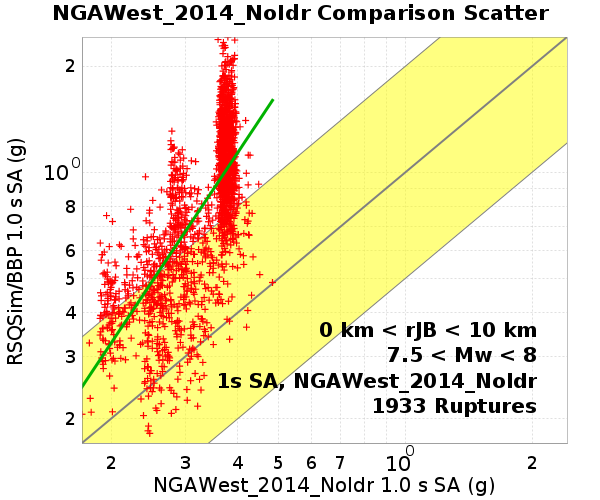 NGAWest_2014_NoIdr Comparison Scatter
RSQSim/BBP 1.0 s SA (g)
2
10^0
8
6
5
4
3
2
0 km < rJB < 10 km
7.5 < Mw < 8
1s SA, NGAWest_2014_NoIdr
1933 Ruptures
2 3 4 5 6 7 10^0 2
NGAWest_2014_NoIdr 1.0 s SA (g)